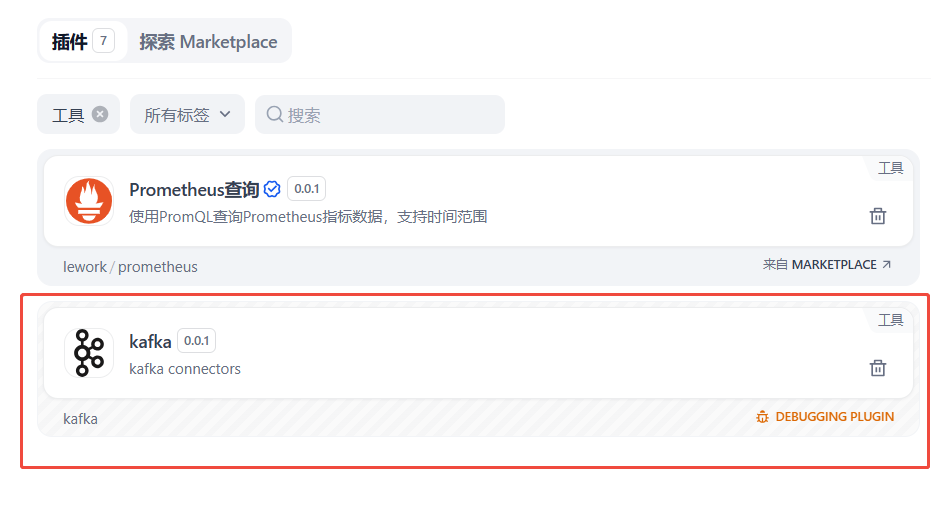 插件 7 探索 Marketplace
工具 所有标签 搜索
工具
Prometheus查询 0.0.1
使用PromQL查询Prometheus指标数据，支持时间范围
lework / prometheus 来自 MARKETPLACE
工具
kafka 0.0.1
kafka connectors
kafka DEBUGGING PLUGIN